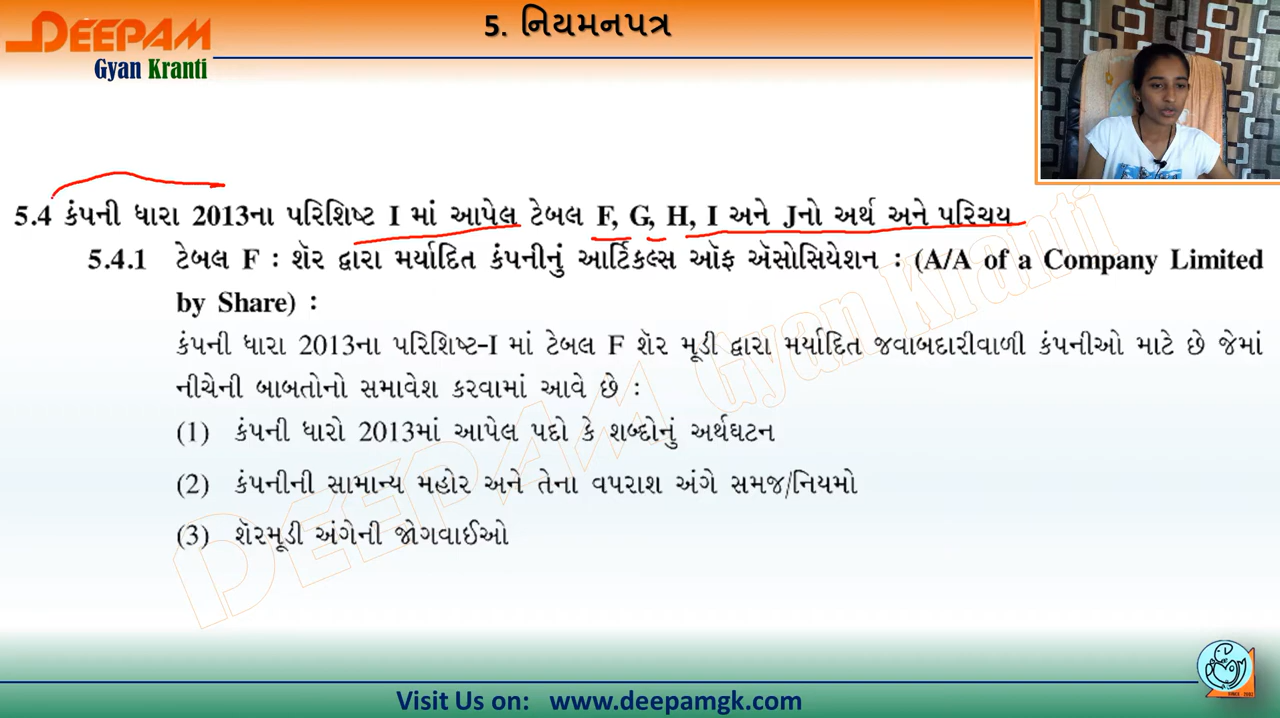 DEEPAM
Gyan Kranti
5. નિયમનપત્ર
5.4 કંપની ધારા 2013ના પરિશિષ્ટ I માં આપેલ ટેબલ F, G, H, I અને Jનો અર્થ અને પરિચય
5.4.1 ટેબલ F : શૅર દ્વારા મર્યાદિત કંપનીનું આર્ટિકલ્સ ઑફ ઍસોસિયેશન : (A/A of a Company Limited
by Share) :
કંપની ધારા 2013ના પરિશિષ્ટ-I માં ટેબલ F શૅર મૂડી દ્વારા મર્યાદિત જવાબદારીવાળી કંપનીઓ માટે છે જેમાં
નીચેની બાબતોનો સમાવેશ કરવામાં આવે છે :
(1) કંપની ધારો 2013માં આપેલ પદો કે શબ્દોનું અર્થઘટન
(2) કંપનીની સામાન્ય મહોર અને તેના વપરાશ અંગે સમજ/નિયમો
(3) શૅરમૂડી અંગેની જોગવાઈઓ
DEEPAM Gyan Kranti
Visit Us on: www.deepamgk.com